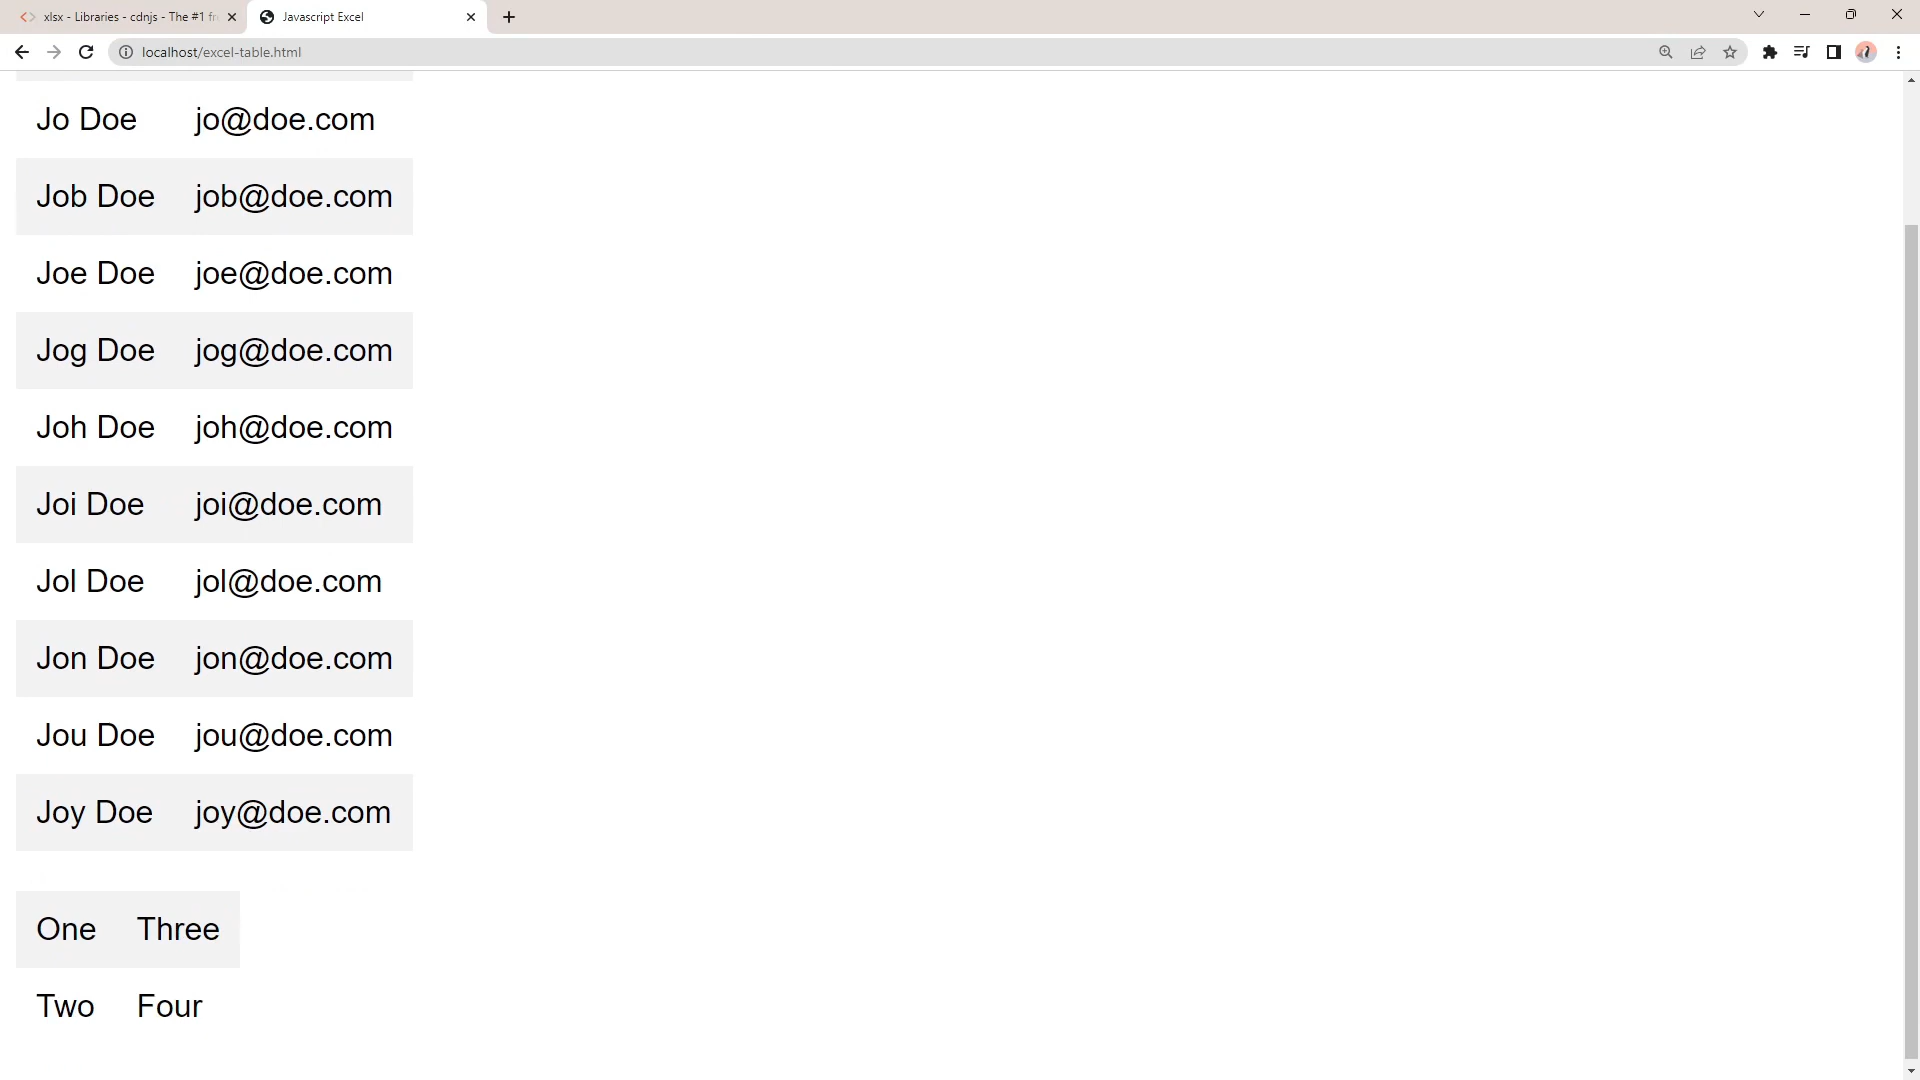 xlsx - Libraries - cdnjs - The #1 fr
Javascript Excel
localhost/excel-table.html
Jo Doe jo@doe.com
Job Doe job@doe.com
Joe Doe joe@doe.com
Jog Doe jog@doe.com
Joh Doe joh@doe.com
Joi Doe joi@doe.com
Jol Doe jol@doe.com
Jon Doe jon@doe.com
Jou Doe jou@doe.com
Joy Doe joy@doe.com
One Three
Two Four